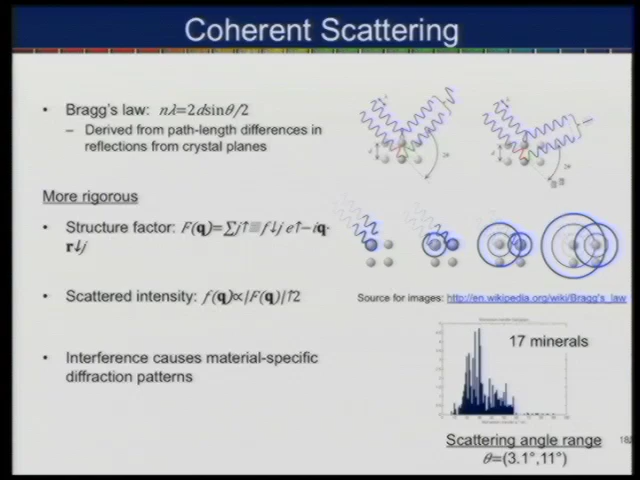 Coherent Scattering
• Bragg's law: nλ=2dsinθ/2
– Derived from path-length differences in
reflections from crystal planes
More rigorous
• Structure factor: F(q)=∑j↑≡f↓j e↑−iq·
r↓j
• Scattered intensity: f(q)∝|F(q)|↑2
• Interference causes material-specific
diffraction patterns
Source for images: http://en.wikipedia.org/wiki/Bragg's_law
17 minerals
Scattering angle range
θ=(3.1°,11°)
18